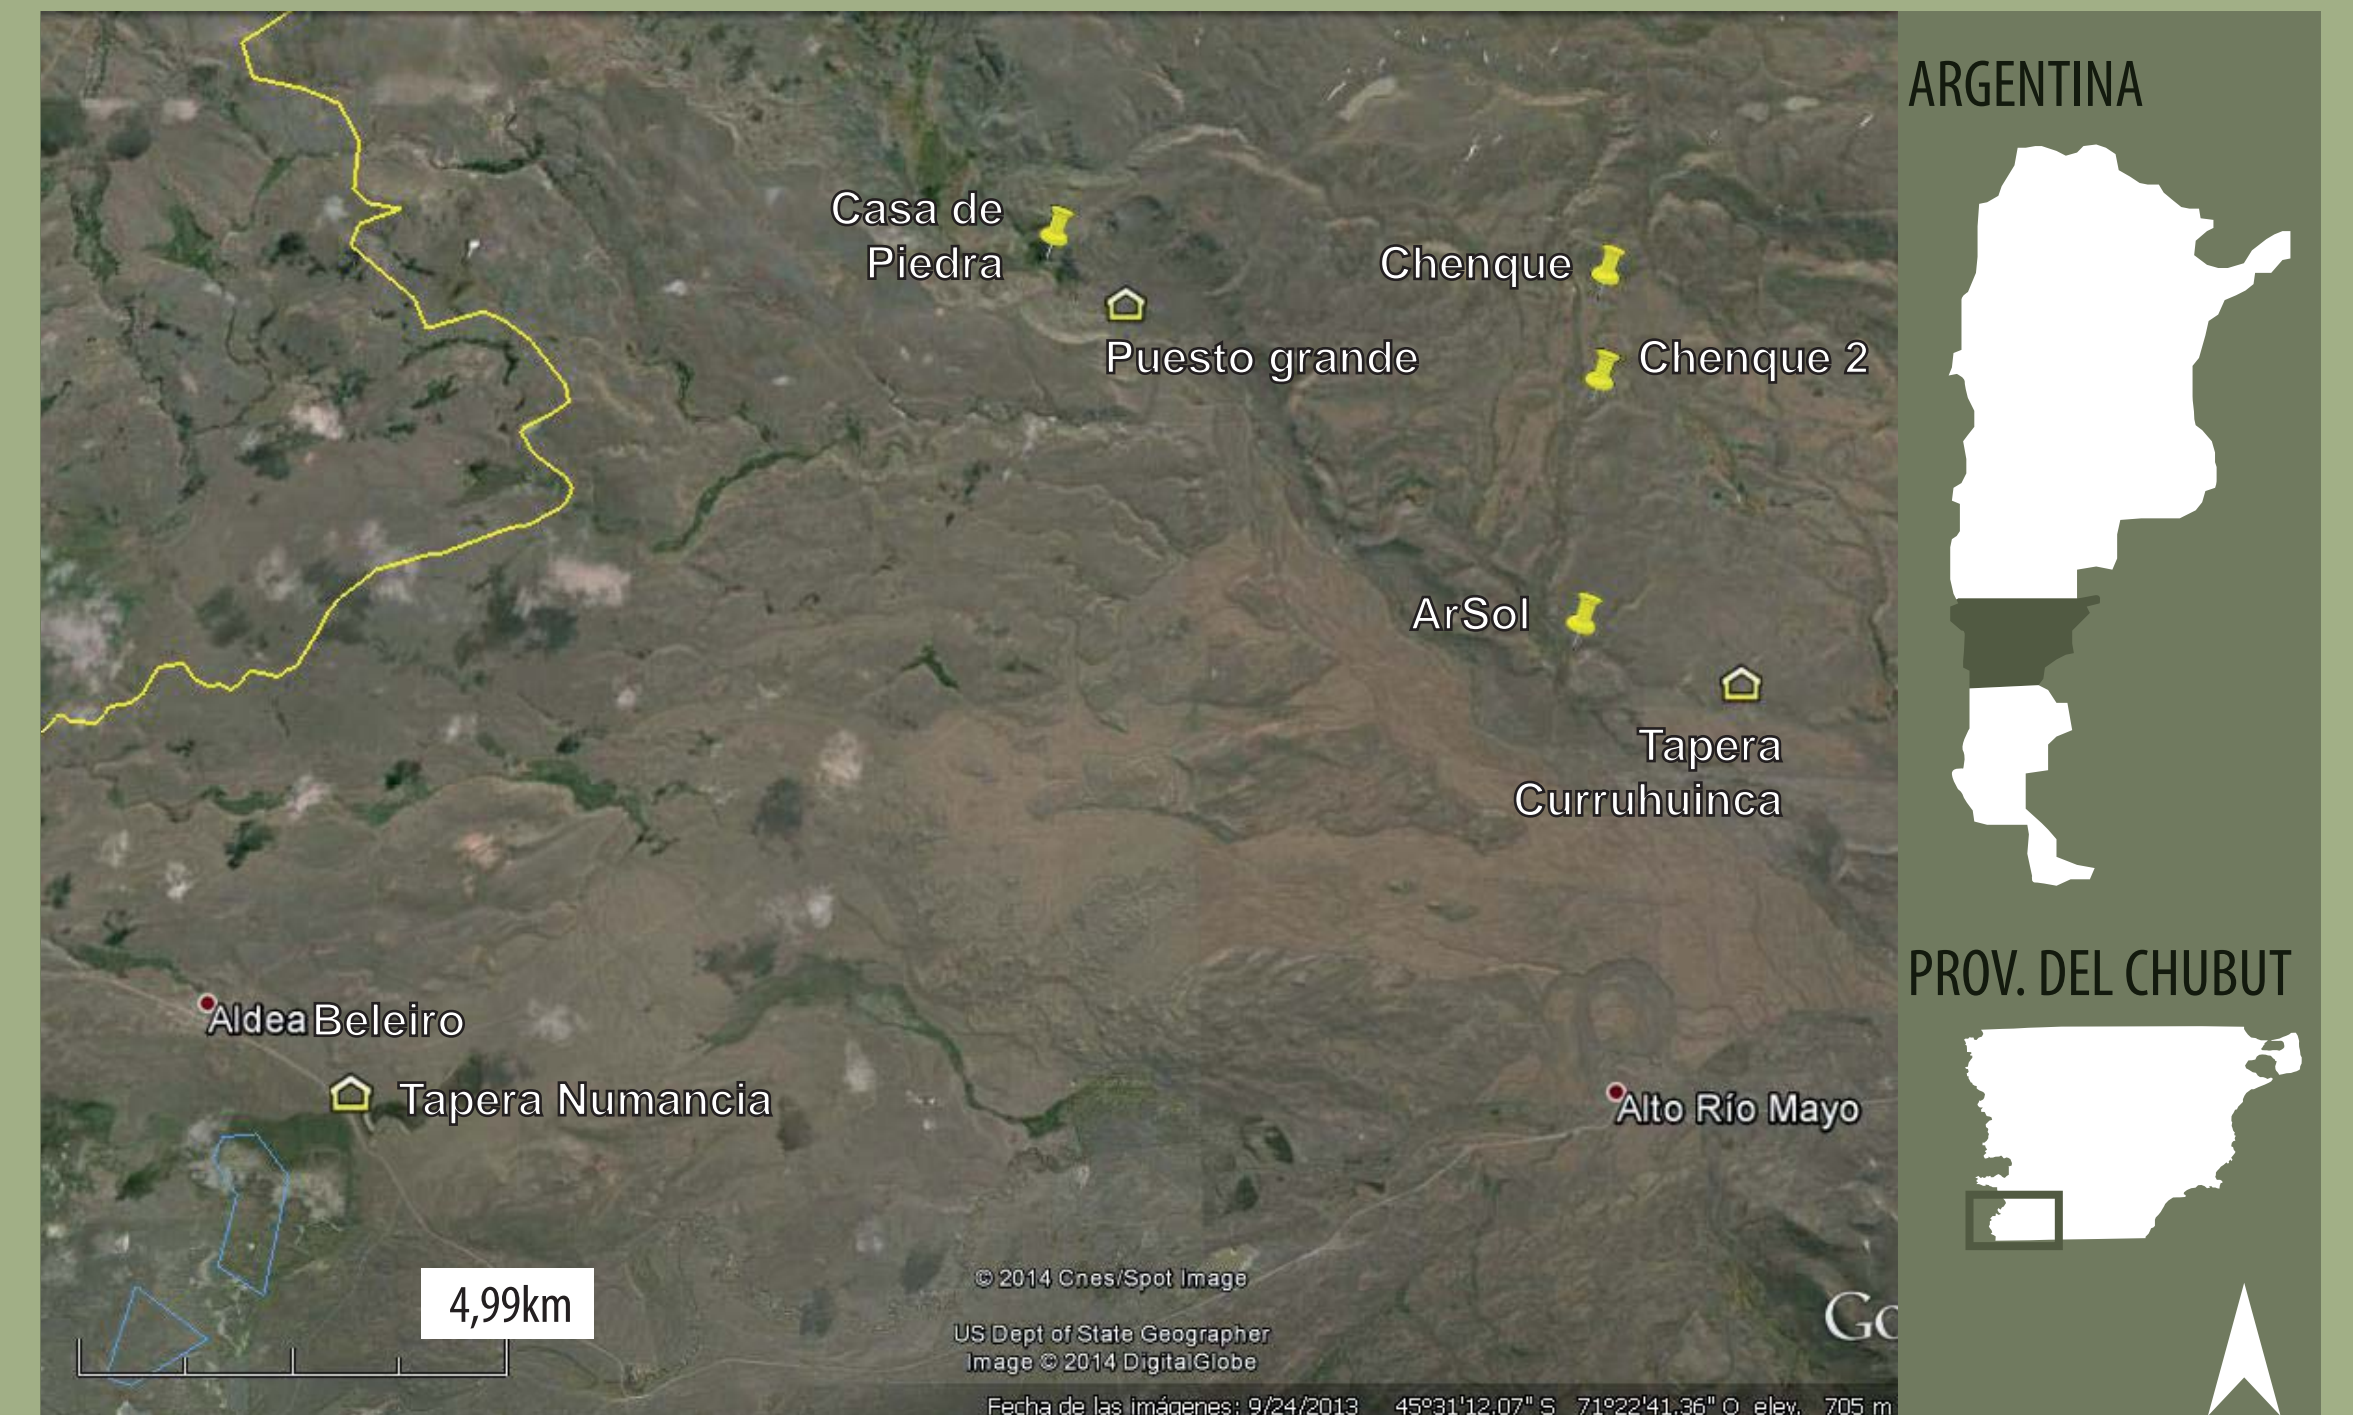 ARGENTINA
Casa de
Piedra
Chenque
Puesto grande
Chenque 2
ArSol
Tapera
Curruhuinca
PROV. DEL CHUBUT
Aldea Beleiro
Tapera Numancia
Alto Río Mayo
4,99km
© 2014 Cnes/Spot Image
US Dept of State Geographer
Image © 2014 DigitalGlobe
Go
Fecha de las imágenes: 9/24/2013 45°31'12.07" S 71°22'41.36" O elev. 705 m